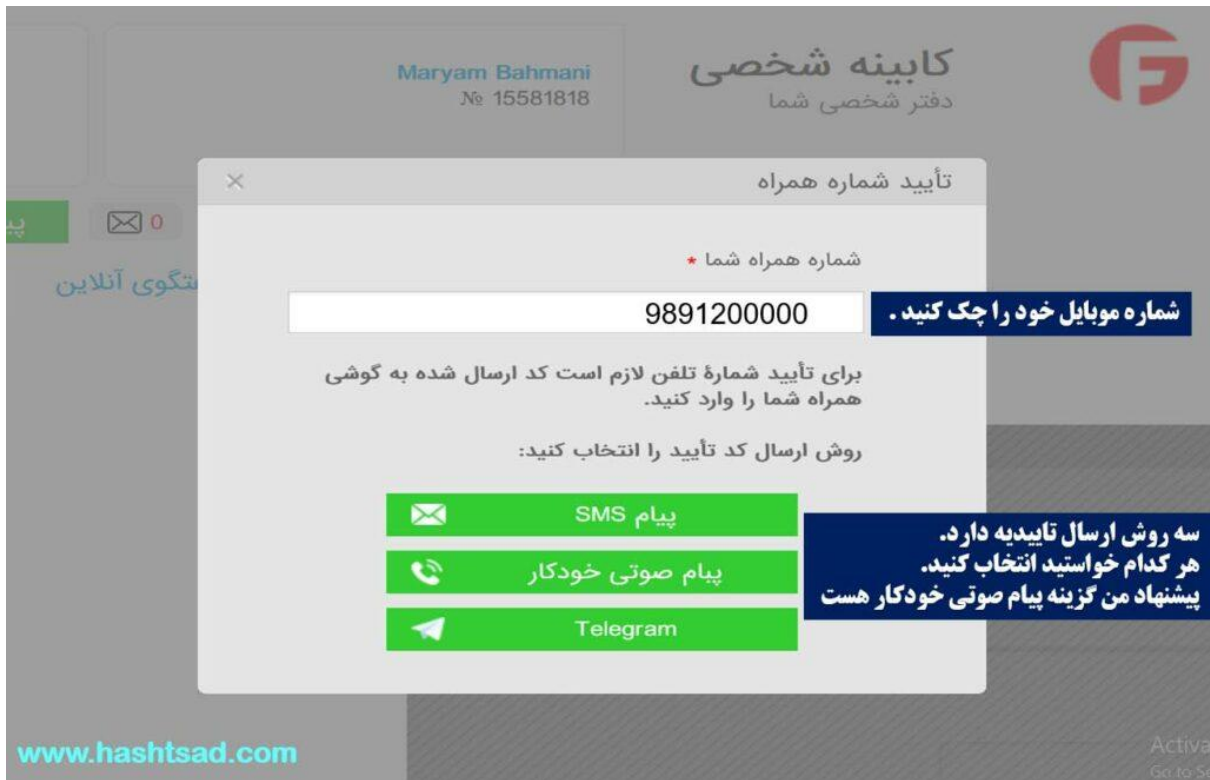 کابینه شخصی
دفتر شخصی شما
Maryam Bahmani
№ 15581818
0
تأیید شماره همراه
شماره همراه شما *
9891200000
شماره موبایل خود را چک کنید .
برای تأیید شمارهٔ تلفن لازم است کد ارسال شده به گوشی
همراه شما را وارد کنید.
روش ارسال کد تأیید را انتخاب کنید:
پیام SMS
پیام صوتی خودکار
Telegram
سه روش ارسال تاییدیه دارد.
هر کدام خواستید انتخاب کنید.
پیشنهاد من گزینه پیام صوتی خودکار هست
آنلاین
www.hashtsad.com